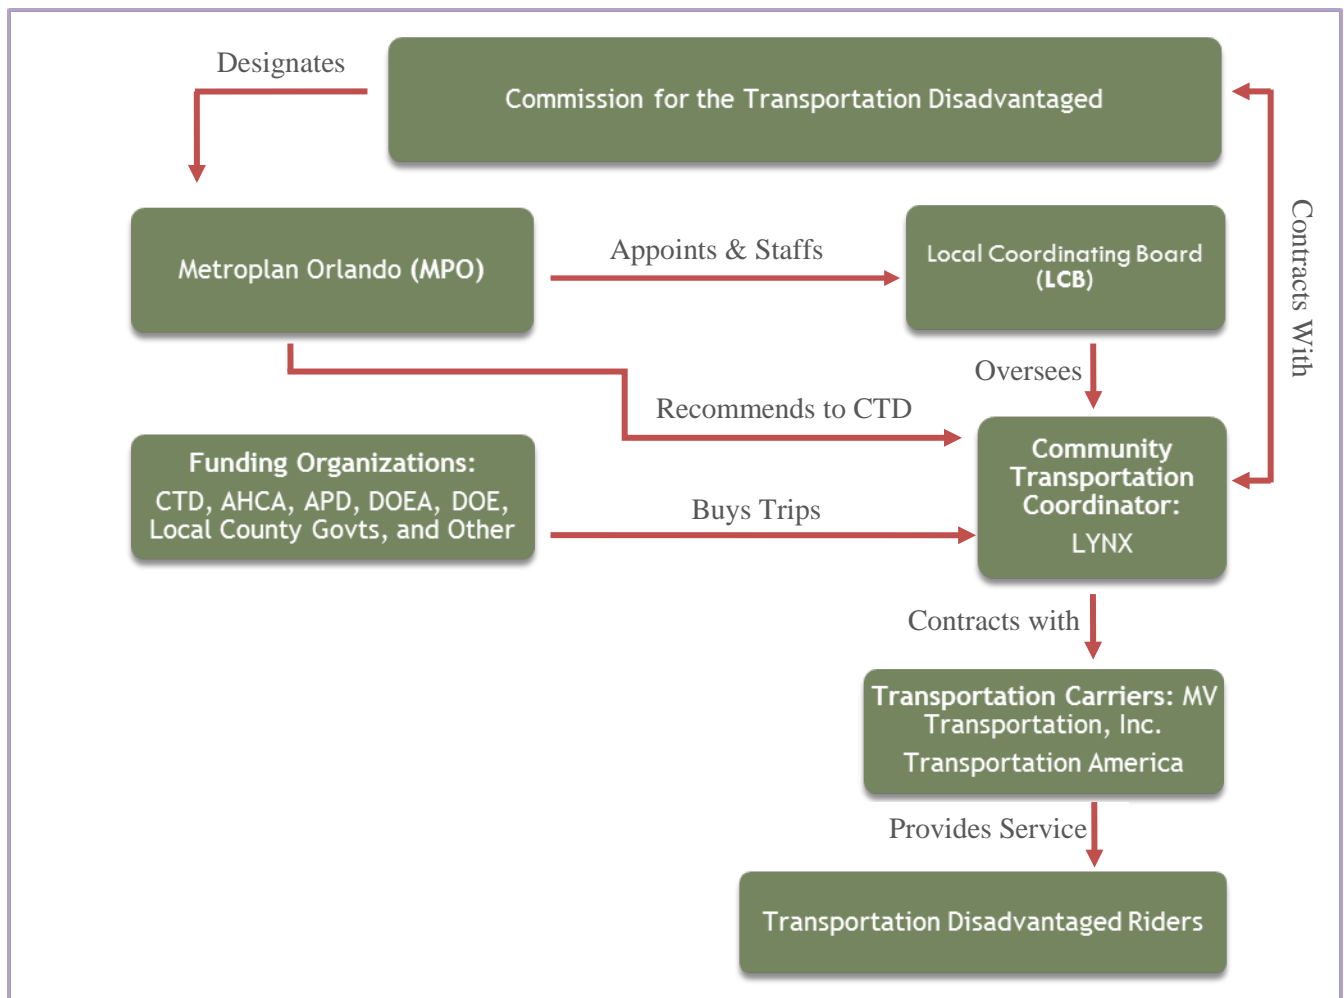 Designates
Commission for the Transportation Disadvantaged
Metroplan Orlando (MPO)
Appoints & Staffs
Local Coordinating Board
(LCB)
Contracts With
Oversees
Recommends to CTD
Funding Organizations:
CTD, AHCA, APD, DOEA, DOE,
Local County Govts, and Other
Buys Trips
Community
Transportation
Coordinator:
LYNX
Contracts with
Transportation Carriers: MV
Transportation, Inc.
Transportation America
Provides Service
Transportation Disadvantaged Riders